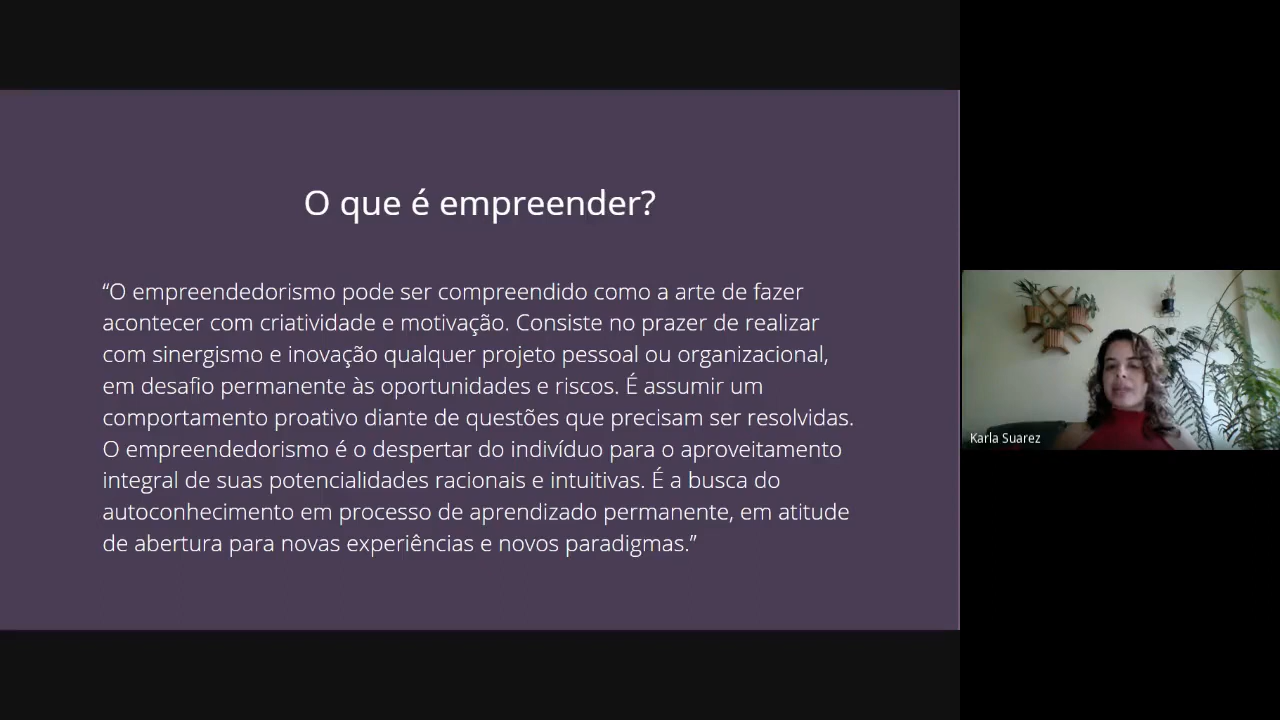 O que é empreender?
“O empreendedorismo pode ser compreendido como a arte de fazer
acontecer com criatividade e motivação. Consiste no prazer de realizar
com sinergismo e inovação qualquer projeto pessoal ou organizacional,
em desafio permanente às oportunidades e riscos. É assumir um
comportamento proativo diante de questões que precisam ser resolvidas.
O empreendedorismo é o despertar do indivíduo para o aproveitamento
integral de suas potencialidades racionais e intuitivas. É a busca do
autoconhecimento em processo de aprendizado permanente, em atitude
de abertura para novas experiências e novos paradigmas.”
Karla Suarez